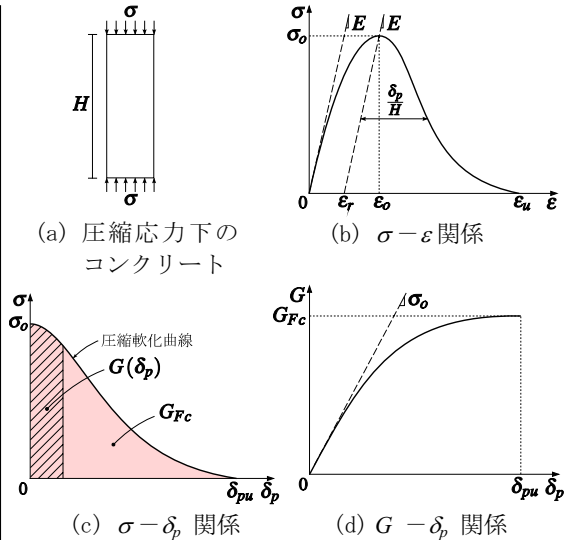 σ
H
σ
(a) 圧縮応力下の
コンクリート
σ
σo
E
E
δp
H
0
εr
εo
εu
ε
(b) σ－ε関係
σ
σo
圧縮軟化曲線
G(δp)
GFc
0
δpu
δp
(c) σ－δp 関係
G
GFc
σo
0
δpu
δp
(d) G －δp 関係